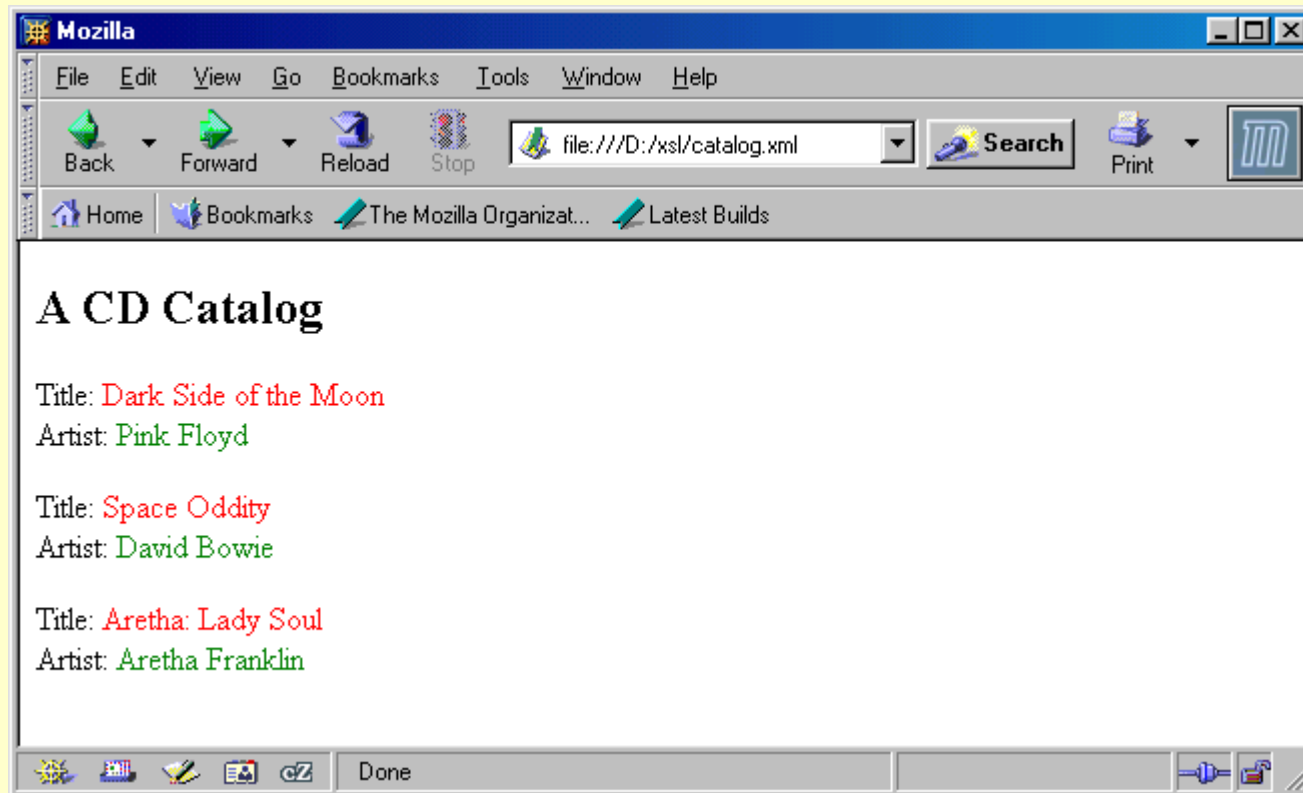 Mozilla
File Edit View Go Bookmarks Tools Window Help
Back Forward Reload Stop file:///D:/xsl/catalog.xml Search Print
Home Bookmarks The Mozilla Organizat... Latest Builds
A CD Catalog
Title: Dark Side of the Moon
Artist: Pink Floyd
Title: Space Oddity
Artist: David Bowie
Title: Aretha: Lady Soul
Artist: Aretha Franklin
cZ Done